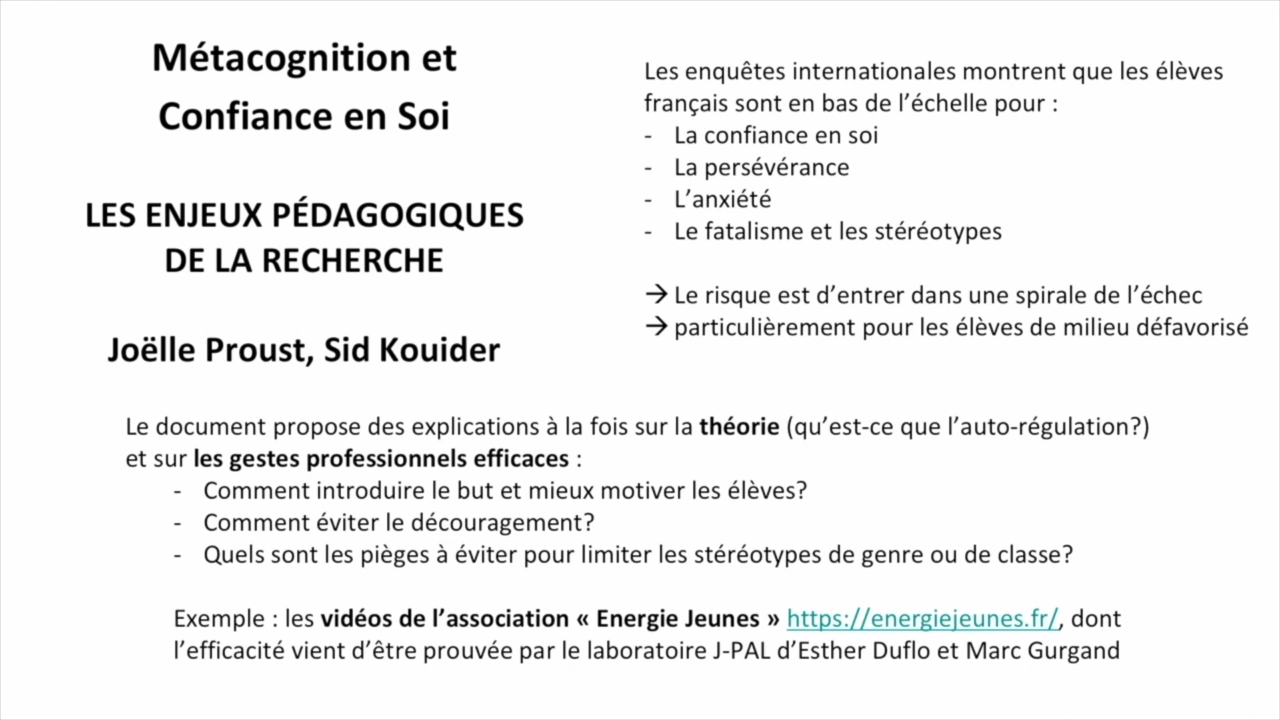 Métacognition et
Confiance en Soi
LES ENJEUX PÉDAGOGIQUES
DE LA RECHERCHE
Joëlle Proust, Sid Kouider
Les enquêtes internationales montrent que les élèves
français sont en bas de l’échelle pour :
- La confiance en soi
- La persévérance
- L’anxiété
- Le fatalisme et les stéréotypes
→ Le risque est d’entrer dans une spirale de l’échec
→ particulièrement pour les élèves de milieu défavorisé
Le document propose des explications à la fois sur la théorie (qu’est-ce que l’auto-régulation?)
et sur les gestes professionnels efficaces :
- Comment introduire le but et mieux motiver les élèves?
- Comment éviter le découragement?
- Quels sont les pièges à éviter pour limiter les stéréotypes de genre ou de classe?
Exemple : les vidéos de l’association « Energie Jeunes » https://energiejeunes.fr/, dont
l’efficacité vient d’être prouvée par le laboratoire J-PAL d’Esther Duflo et Marc Gurgand